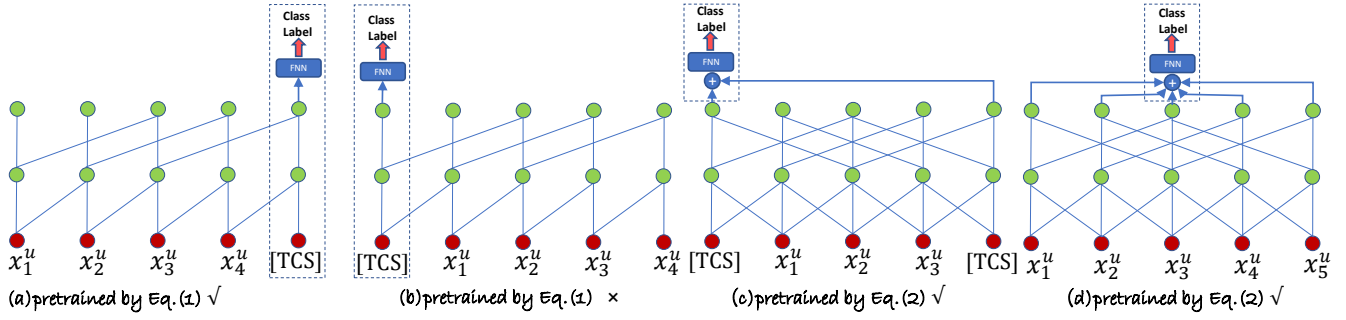 Class
Label
FNN
x₁ᵘ x₂ᵘ x₃ᵘ x₄ᵘ [TCS]
(a)pretrained by Eq.(1) √
Class
Label
FNN
[TCS] x₁ᵘ x₂ᵘ x₃ᵘ x₄ᵘ
(b)pretrained by Eq.(1) ×
Class
Label
FNN
+
[TCS] x₁ᵘ x₂ᵘ x₃ᵘ [TCS]
(c)pretrained by Eq.(2) √
Class
Label
FNN
+
x₁ᵘ x₂ᵘ x₃ᵘ x₄ᵘ x₅ᵘ
(d)pretrained by Eq.(2) √